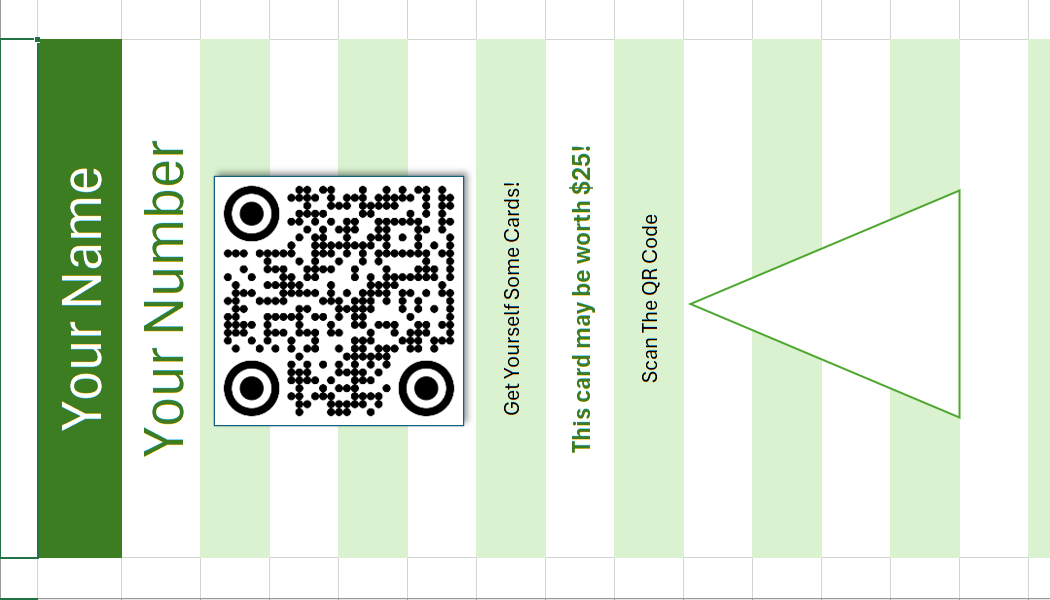 Your Name
Your Number
Get Yourself Some Cards!
This card may be worth $25!
Scan The QR Code